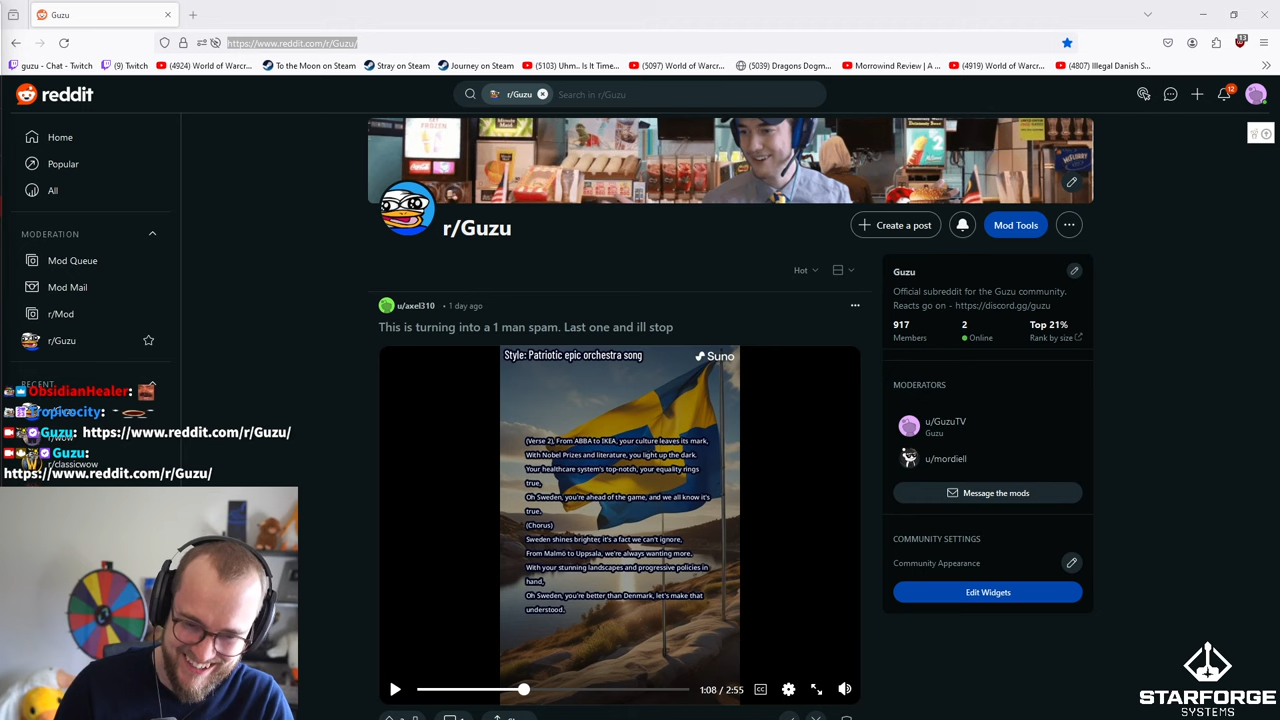 Guzu
https://www.reddit.com/r/Guzu/
13
guzu - Chat - Twitch
(9) Twitch
(4924) World of Warcr...
To the Moon on Steam
Stray on Steam
Journey on Steam
(5103) Uhm.. Is It Time...
(5097) World of Warcr...
(5039) Dragons Dogm...
Morrowind Review | A ...
(4919) World of Warcr...
(4807) Illegal Danish S...
reddit
r/Guzu
Search in r/Guzu
12
Home
Popular
All
MODERATION
Mod Queue
Mod Mail
r/Mod
r/Guzu
RECENT
r/classicwow
ObsidianHealer:
Tropivocity:
Guzu: https://www.reddit.com/r/Guzu/
Guzu:
https://www.reddit.com/r/Guzu/
r/Guzu
Create a post
Mod Tools
Hot
u/axel310 • 1 day ago
This is turning into a 1 man spam. Last one and ill stop
Style: Patriotic epic orchestra song
Suno
(Verse 2), From ABBA to IKEA, your culture leaves its mark,
With Nobel Prizes and literature, you light up the dark.
Your healthcare system's top-notch, your equality rings
true,
Oh Sweden, you're ahead of the game, and we all know it's
true.
(Chorus)
Sweden shines brighter, it's a fact we can't ignore,
From Malmö to Uppsala, we're always wanting more.
With your stunning landscapes and progressive policies in
hand,
Oh Sweden, you're better than Denmark, let's make that
understood.
1:08 / 2:55
CC
Guzu
Official subreddit for the Guzu community.
Reacts go on - https://discord.gg/guzu
917
Members
2
Online
Top 21%
Rank by size
MODERATORS
u/GuzuTV
Guzu
u/mordiell
Message the mods
COMMUNITY SETTINGS
Community Appearance
Edit Widgets
STARFORGE
SYSTEMS